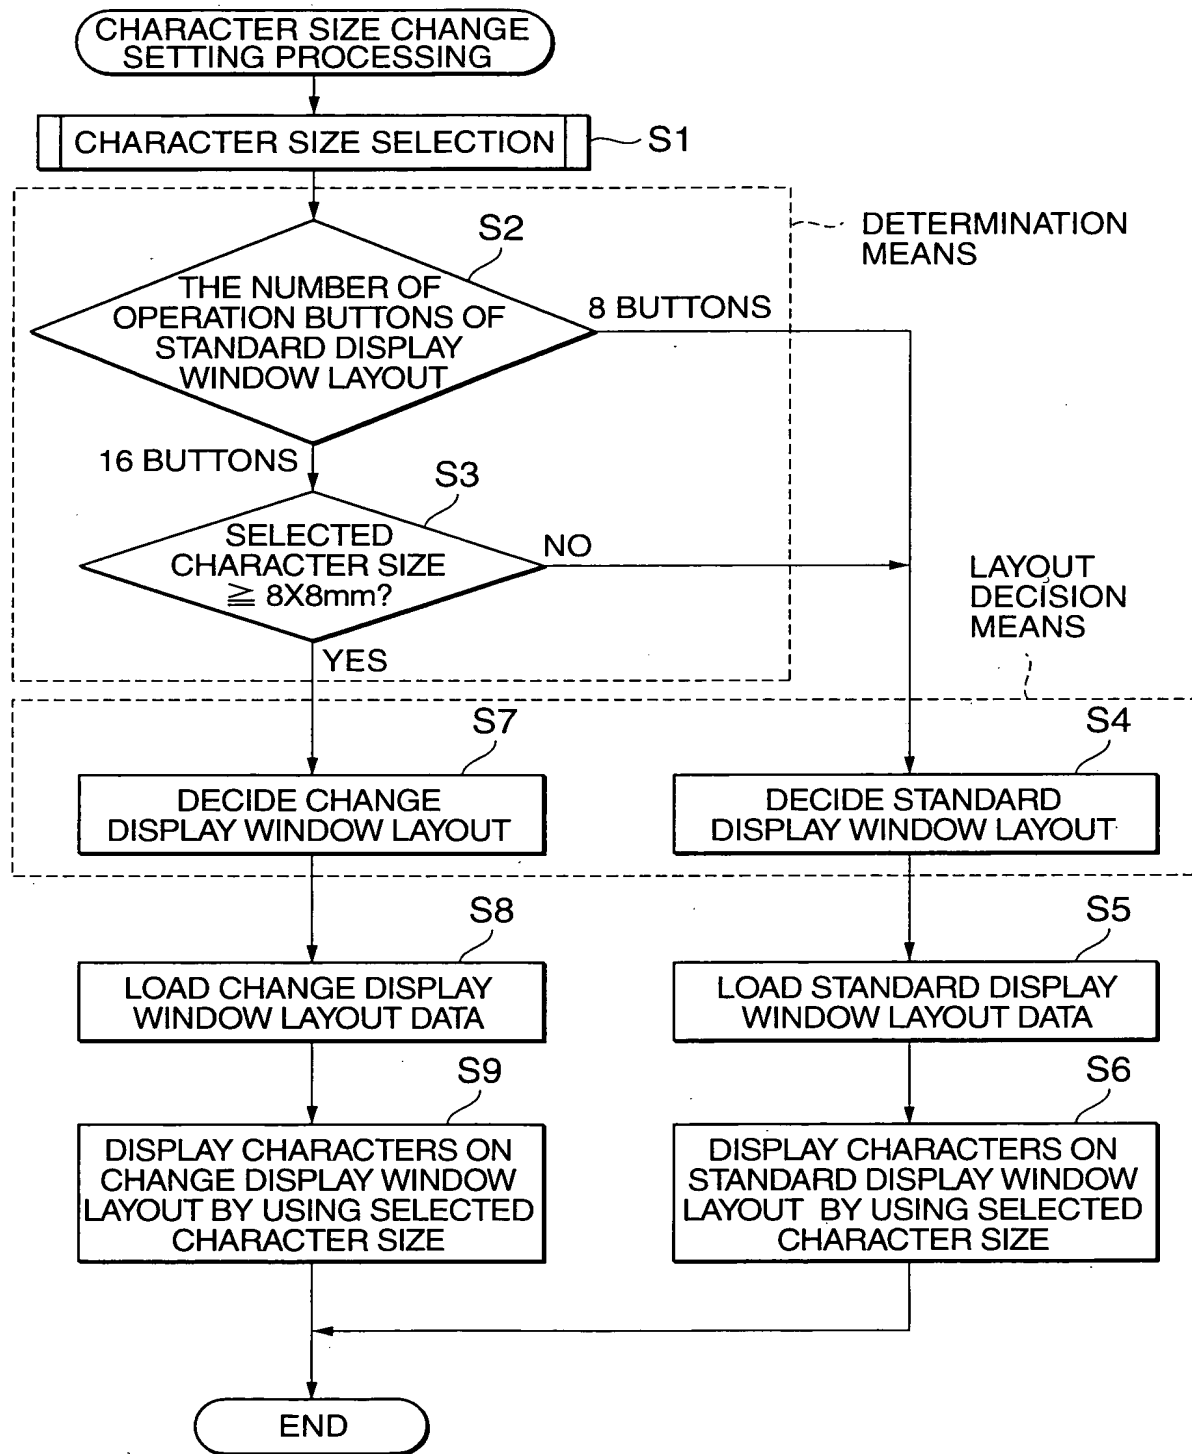 CHARACTER SIZE CHANGE
SETTING PROCESSING
CHARACTER SIZE SELECTION
S1
DETERMINATION
MEANS
S2
THE NUMBER OF
OPERATION BUTTONS OF
STANDARD DISPLAY
WINDOW LAYOUT
8 BUTTONS
16 BUTTONS
S3
SELECTED
CHARACTER SIZE
≧ 8X8mm?
NO
YES
LAYOUT
DECISION
MEANS
S7
DECIDE CHANGE
DISPLAY WINDOW LAYOUT
S4
DECIDE STANDARD
DISPLAY WINDOW LAYOUT
S8
LOAD CHANGE DISPLAY
WINDOW LAYOUT DATA
S5
LOAD STANDARD DISPLAY
WINDOW LAYOUT DATA
S9
DISPLAY CHARACTERS ON
CHANGE DISPLAY WINDOW
LAYOUT BY USING SELECTED
CHARACTER SIZE
S6
DISPLAY CHARACTERS ON
STANDARD DISPLAY WINDOW
LAYOUT BY USING SELECTED
CHARACTER SIZE
END